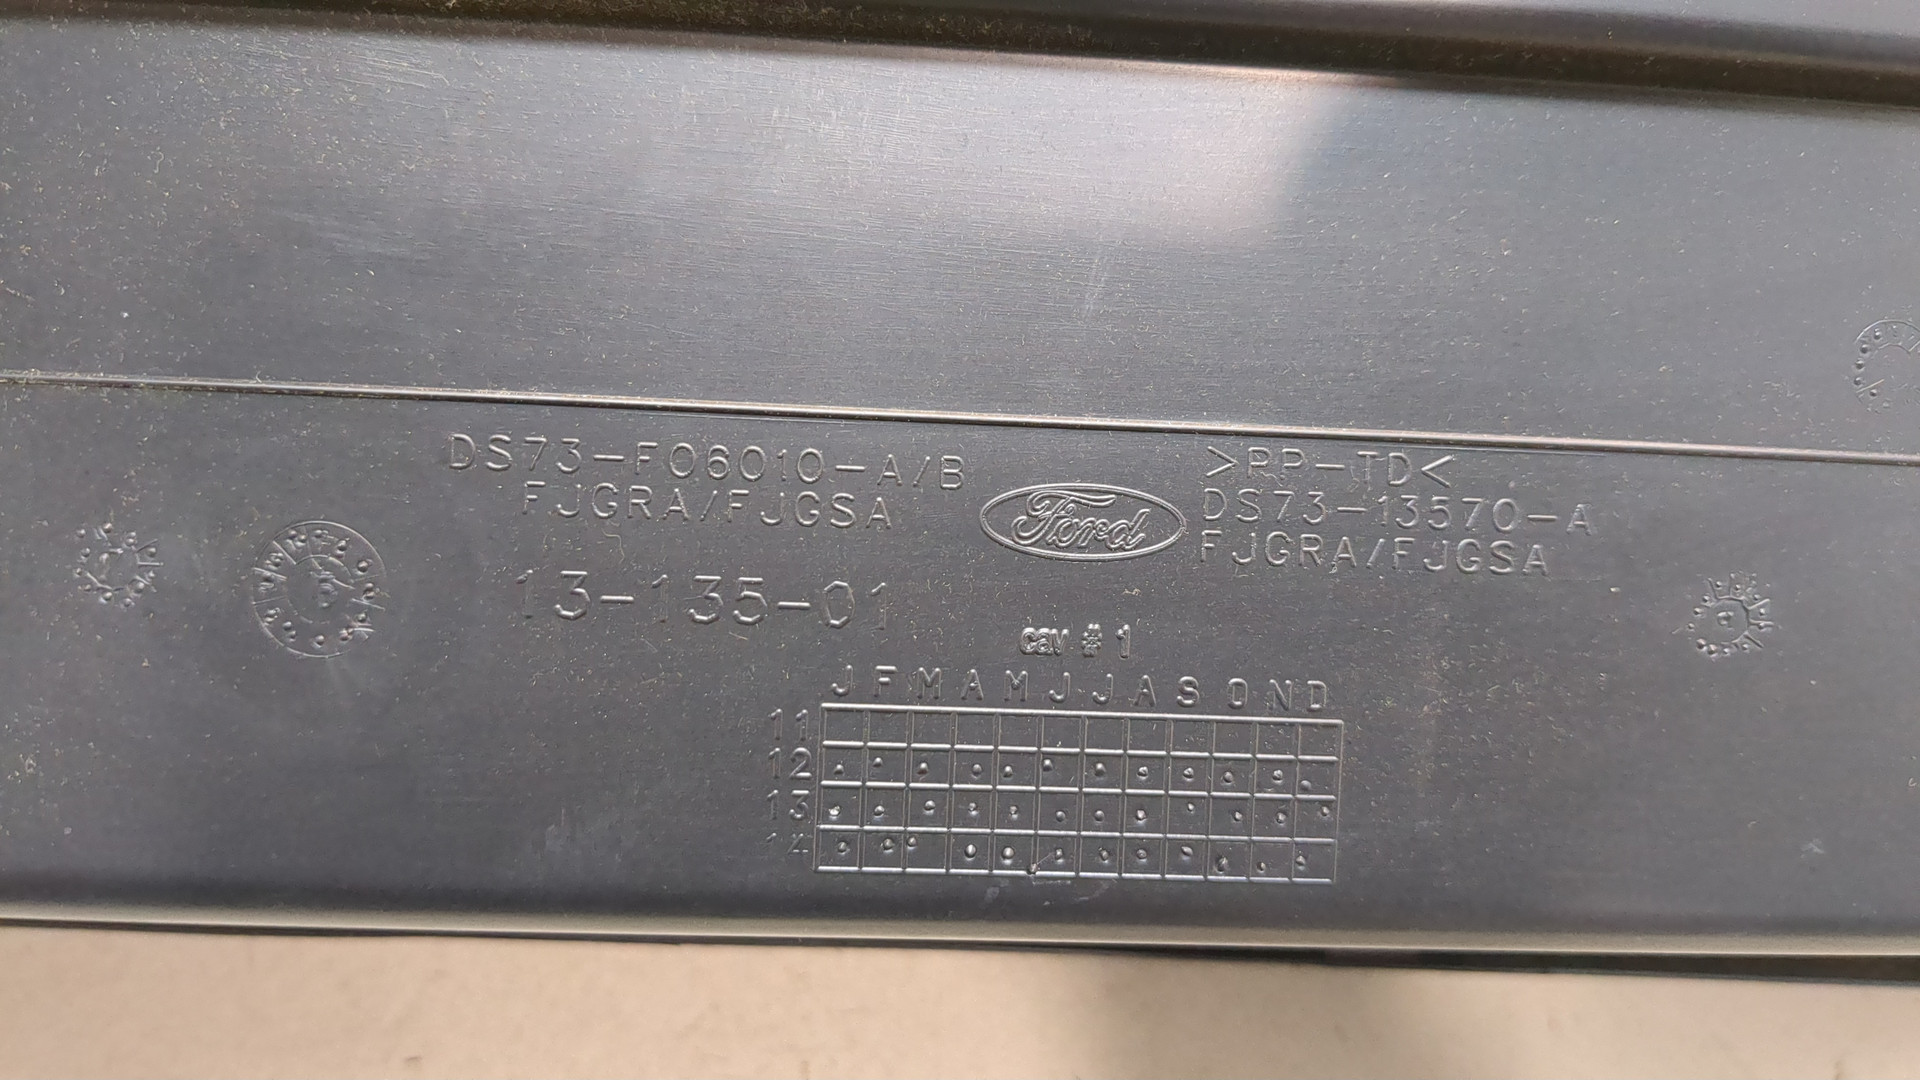 DS73-F06010-A/B
FJGRA/FJGSA
13-135-01
Ford
>PP-TD<
DS73-13570-A
FJGRA/FJGSA
cav # 1
J F M A M J J A S O N D
11
12
13
14